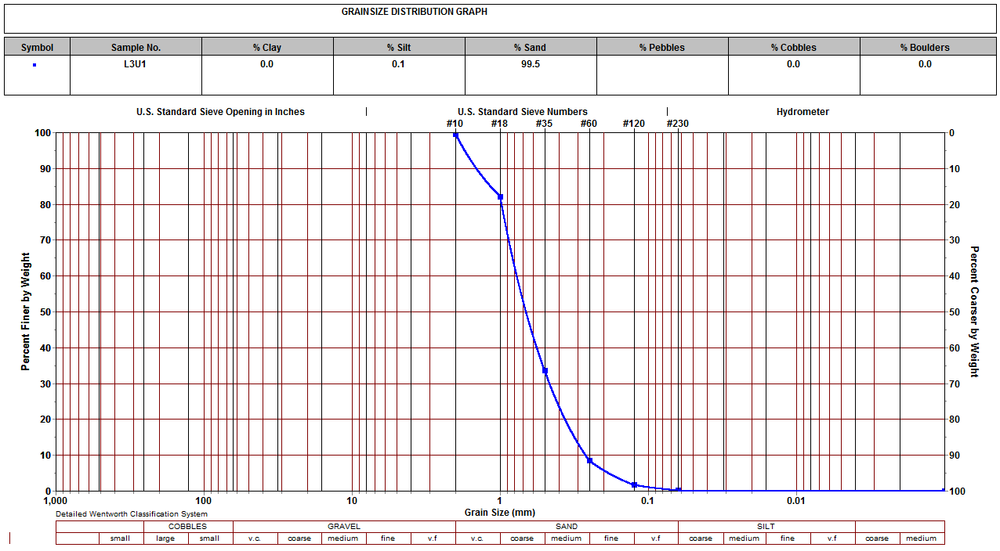 GRAINSIZE DISTRIBUTION GRAPH
Symbol Sample No. % Clay % Silt % Sand % Pebbles % Cobbles % Boulders
L3U1 0.0 0.1 99.5 0.0 0.0
U.S. Standard Sieve Opening in Inches | U.S. Standard Sieve Numbers | Hydrometer
#10 #18 #35 #60 #120 #230
100 0
90 10
80 20
70 30
60 40
50 50
40 60
30 70
20 80
10 90
0 100
Percent Finer by Weight
Percent Coarser by Weight
1,000 100 10 1 0.1 0.01
Grain Size (mm)
Detailed Wentworth Classification System
COBBLES GRAVEL SAND SILT
small large small v.c. coarse medium fine v.f v.c. coarse medium fine v.f coarse medium fine v.f coarse medium